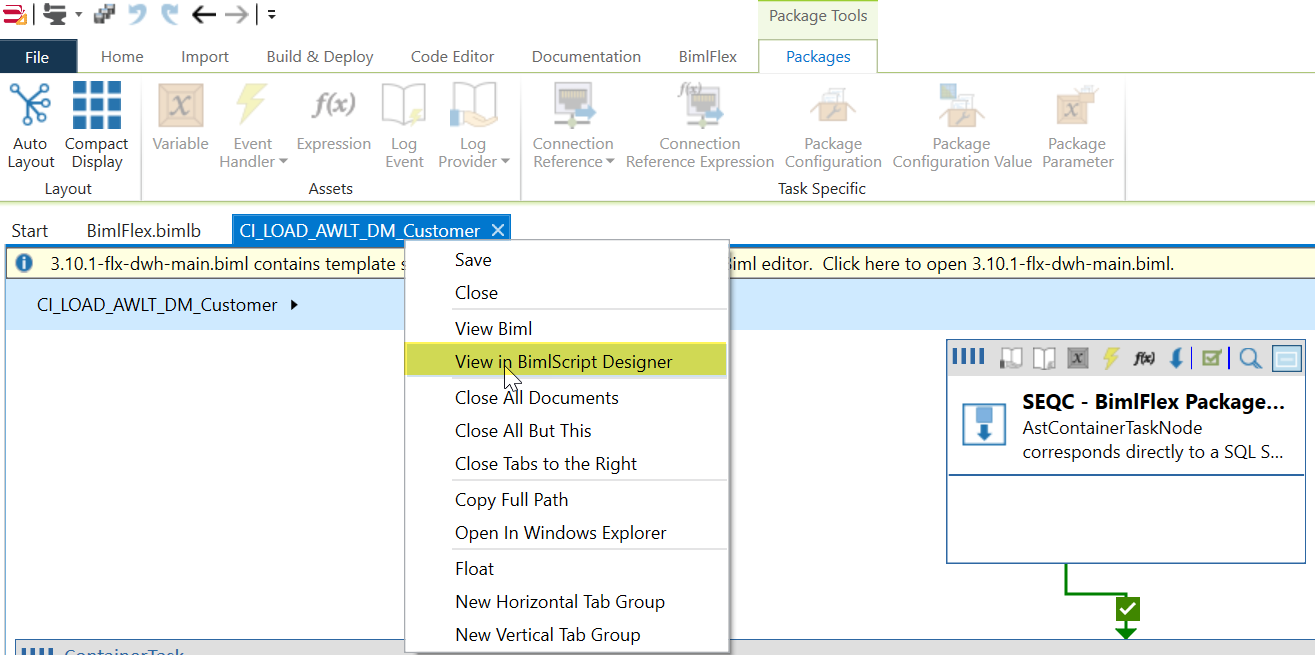 Package Tools
File Home Import Build & Deploy Code Editor Documentation BimlFlex Packages
Auto Layout
Compact Display
Variable
Event Handler
f(x)
Expression
Log Event
Log Provider
Connection Reference
f(x)
Connection Reference Expression
Package Configuration
Package Configuration Value
Package Parameter
Layout Assets Task Specific
Start BimlFlex.bimlb CI_LOAD_AWLT_DM_Customer
3.10.1-flx-dwh-main.biml contains template editor. Click here to open 3.10.1-flx-dwh-main.biml.
CI_LOAD_AWLT_DM_Customer
Save
Close
View Biml
View in BimlScript Designer
Close All Documents
Close All But This
Close Tabs to the Right
Copy Full Path
Open In Windows Explorer
Float
New Horizontal Tab Group
New Vertical Tab Group
f(x)
SEQC - BimlFlex Package...
AstContainerTaskNode
corresponds directly to a SQL S...
ContainerTask